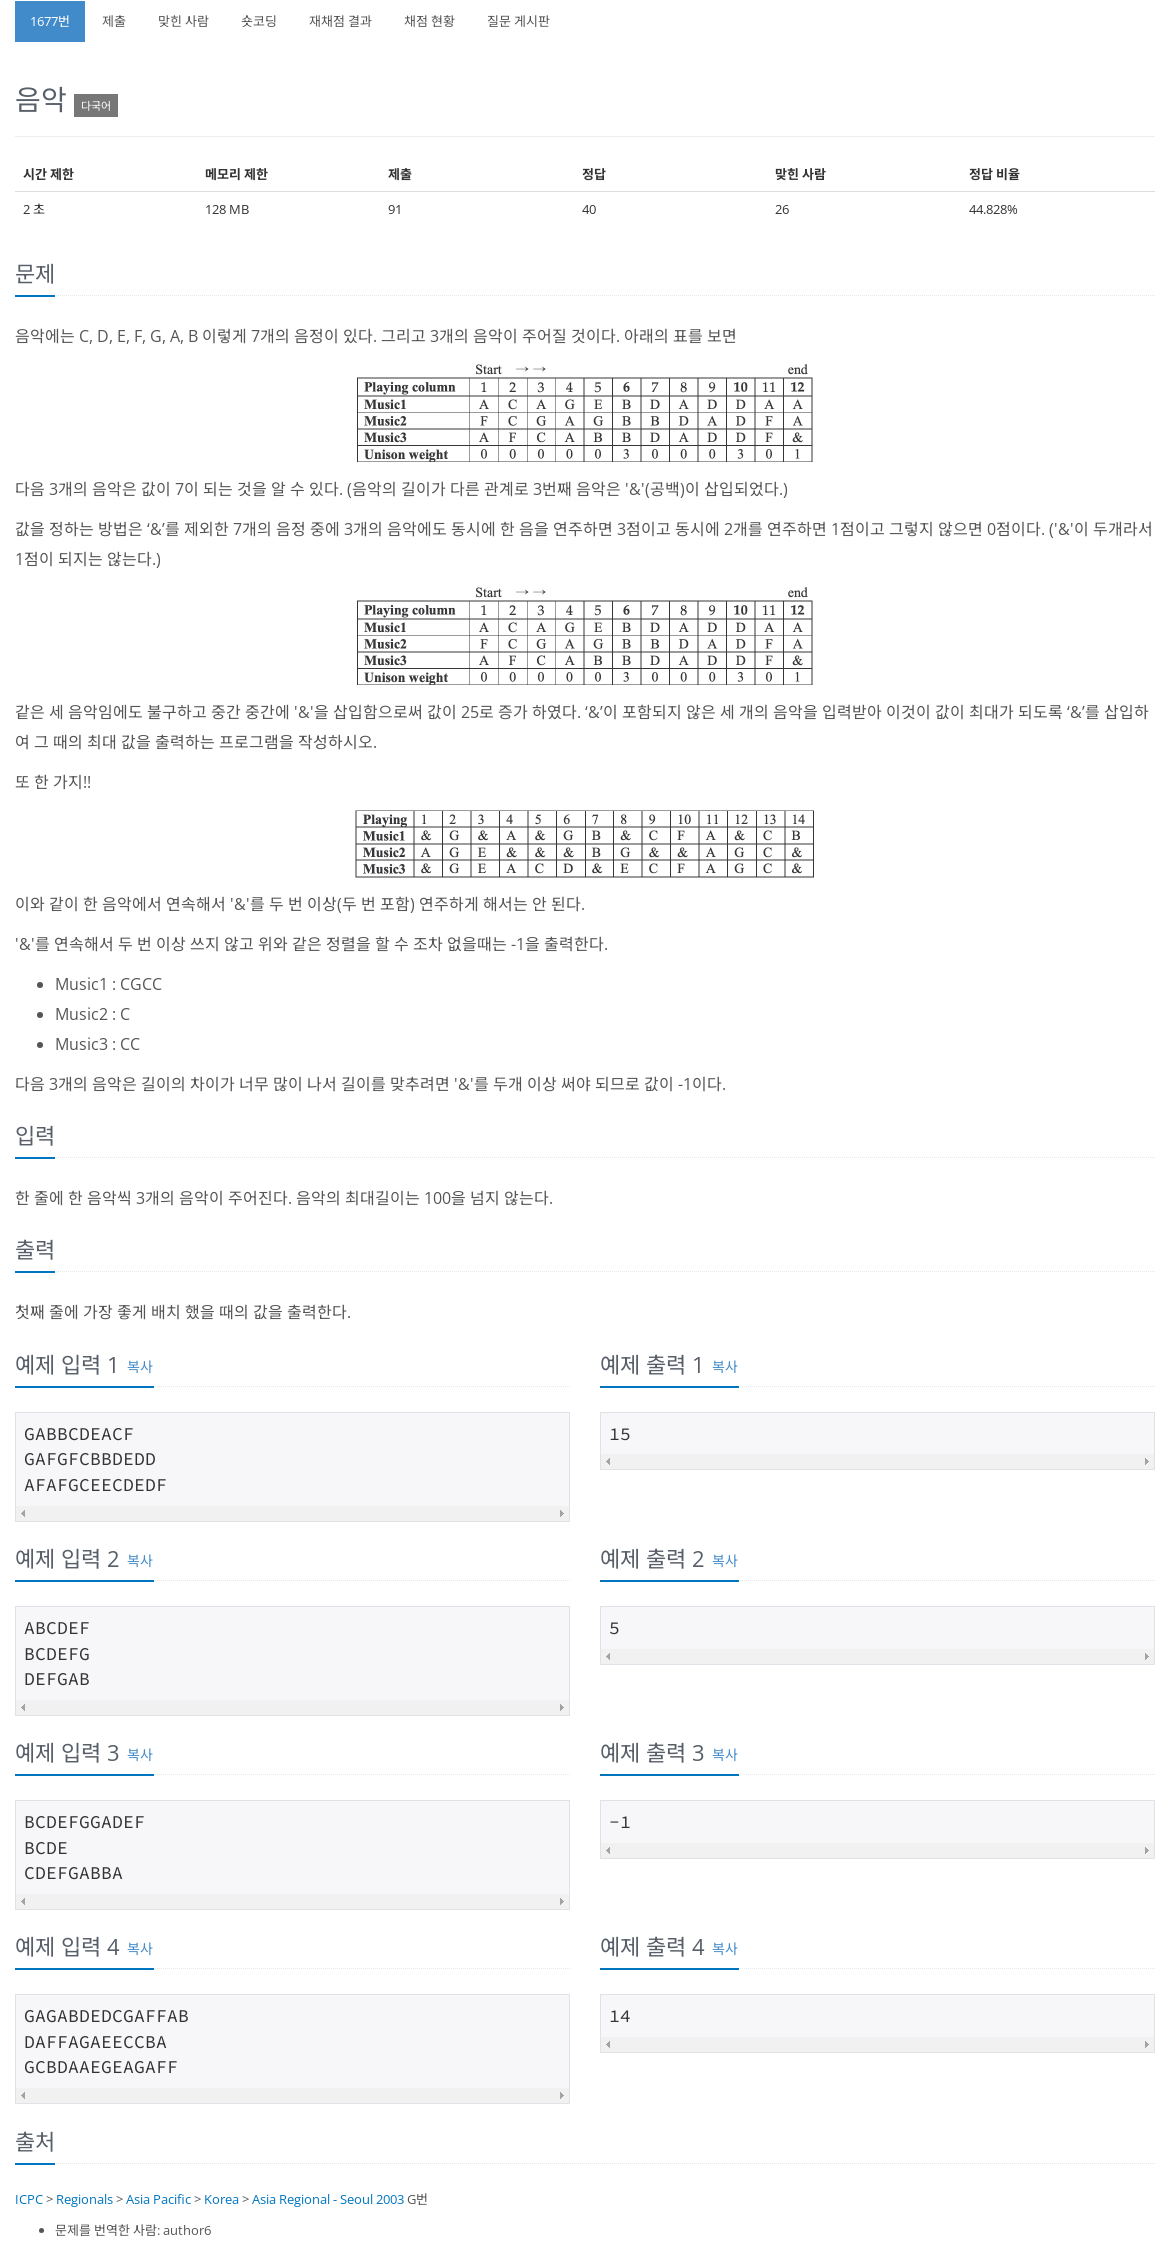 1677번 제출 맞힌 사람 숏코딩 재채점 결과 채점 현황 질문 게시판
음악 다국어
시간 제한 메모리 제한 제출 정답 맞힌 사람 정답 비율
2 초 128 MB 91 40 26 44.828%
문제
음악에는 C, D, E, F, G, A, B 이렇게 7개의 음정이 있다. 그리고 3개의 음악이 주어질 것이다. 아래의 표를 보면
Start →→ end
Playing column 1 2 3 4 5 6 7 8 9 10 11 12
Music1 A C A G E B D A D D A A
Music2 F C G A G B B D A D F A
Music3 A F C A B B D A D D F &
Unison weight 0 0 0 0 0 3 0 0 0 3 0 1
다음 3개의 음악은 값이 7이 되는 것을 알 수 있다. (음악의 길이가 다른 관계로 3번째 음악은 '&'(공백)이 삽입되었다.)
값을 정하는 방법은 ‘&’를 제외한 7개의 음정 중에 3개의 음악에도 동시에 한 음을 연주하면 3점이고 동시에 2개를 연주하면 1점이고 그렇지 않으면 0점이다. ('&'이 두개라서
1점이 되지는 않는다.)
Start →→ end
Playing column 1 2 3 4 5 6 7 8 9 10 11 12
Music1 A C A G E B D A D D A A
Music2 F C G A G B B D A D F A
Music3 A F C A B B D A D D F &
Unison weight 0 0 0 0 0 3 0 0 0 3 0 1
같은 세 음악임에도 불구하고 중간 중간에 '&'을 삽입함으로써 값이 25로 증가 하였다. ‘&’이 포함되지 않은 세 개의 음악을 입력받아 이것이 값이 최대가 되도록 ‘&’를 삽입하
여 그 때의 최대 값을 출력하는 프로그램을 작성하시오.
또 한 가지!!
Playing 1 2 3 4 5 6 7 8 9 10 11 12 13 14
Music1 & G & A & G B & C F A & C B
Music2 A G E & & & B G & & A G C &
Music3 & G E A C D & E C F A G C &
이와 같이 한 음악에서 연속해서 '&'를 두 번 이상(두 번 포함) 연주하게 해서는 안 된다.
'&'를 연속해서 두 번 이상 쓰지 않고 위와 같은 정렬을 할 수 조차 없을때는 -1을 출력한다.
• Music1 : CGCC
• Music2 : C
• Music3 : CC
다음 3개의 음악은 길이의 차이가 너무 많이 나서 길이를 맞추려면 '&'를 두개 이상 써야 되므로 값이 -1이다.
입력
한 줄에 한 음악씩 3개의 음악이 주어진다. 음악의 최대길이는 100을 넘지 않는다.
출력
첫째 줄에 가장 좋게 배치 했을 때의 값을 출력한다.
예제 입력 1 복사
GABBCDEACF
GAFGFCBBDEDD
AFAFGCEECDEDF
예제 출력 1 복사
15
예제 입력 2 복사
ABCDEF
BCDEFG
DEFGAB
예제 출력 2 복사
5
예제 입력 3 복사
BCDEFGGADEF
BCDE
CDEFGABBA
예제 출력 3 복사
-1
예제 입력 4 복사
GAGABDEDCGAFFAB
DAFFAGAEECCBA
GCBDAAEGEAGAFF
예제 출력 4 복사
14
출처
ICPC > Regionals > Asia Pacific > Korea > Asia Regional - Seoul 2003 G번
• 문제를 번역한 사람: author6